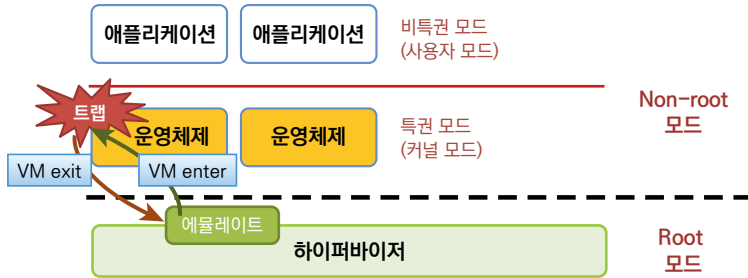 애플리케이션
애플리케이션
비특권 모드
(사용자 모드)
트랩
운영체제
운영체제
특권 모드
(커널 모드)
Non-root
모드
VM exit
VM enter
에뮬레이트
하이퍼바이저
Root
모드